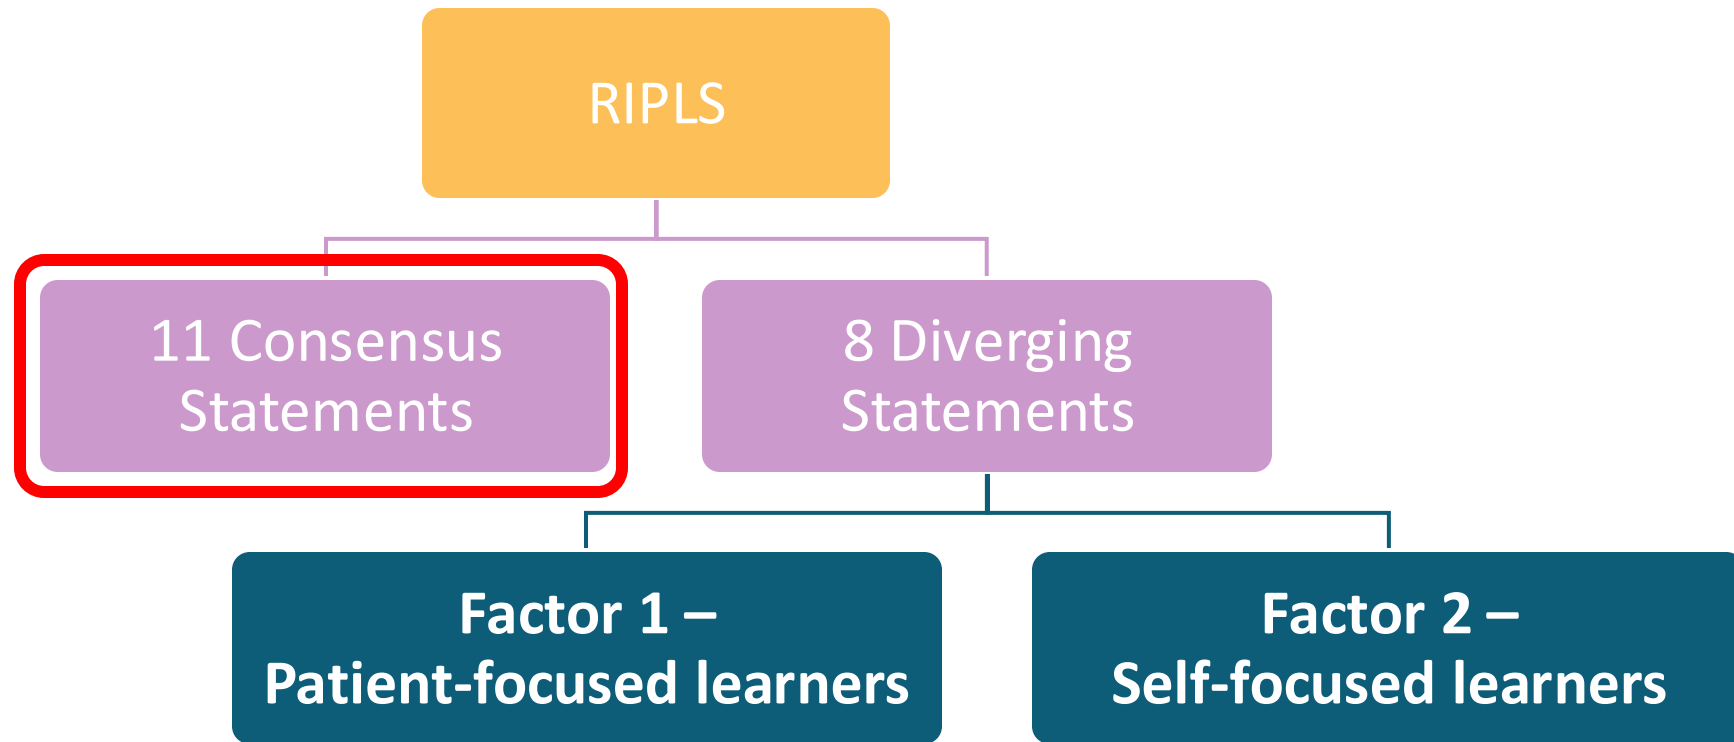 RIPLS
11 Consensus
Statements
8 Diverging
Statements
Factor 1 –
Patient-focused learners
Factor 2 –
Self-focused learners